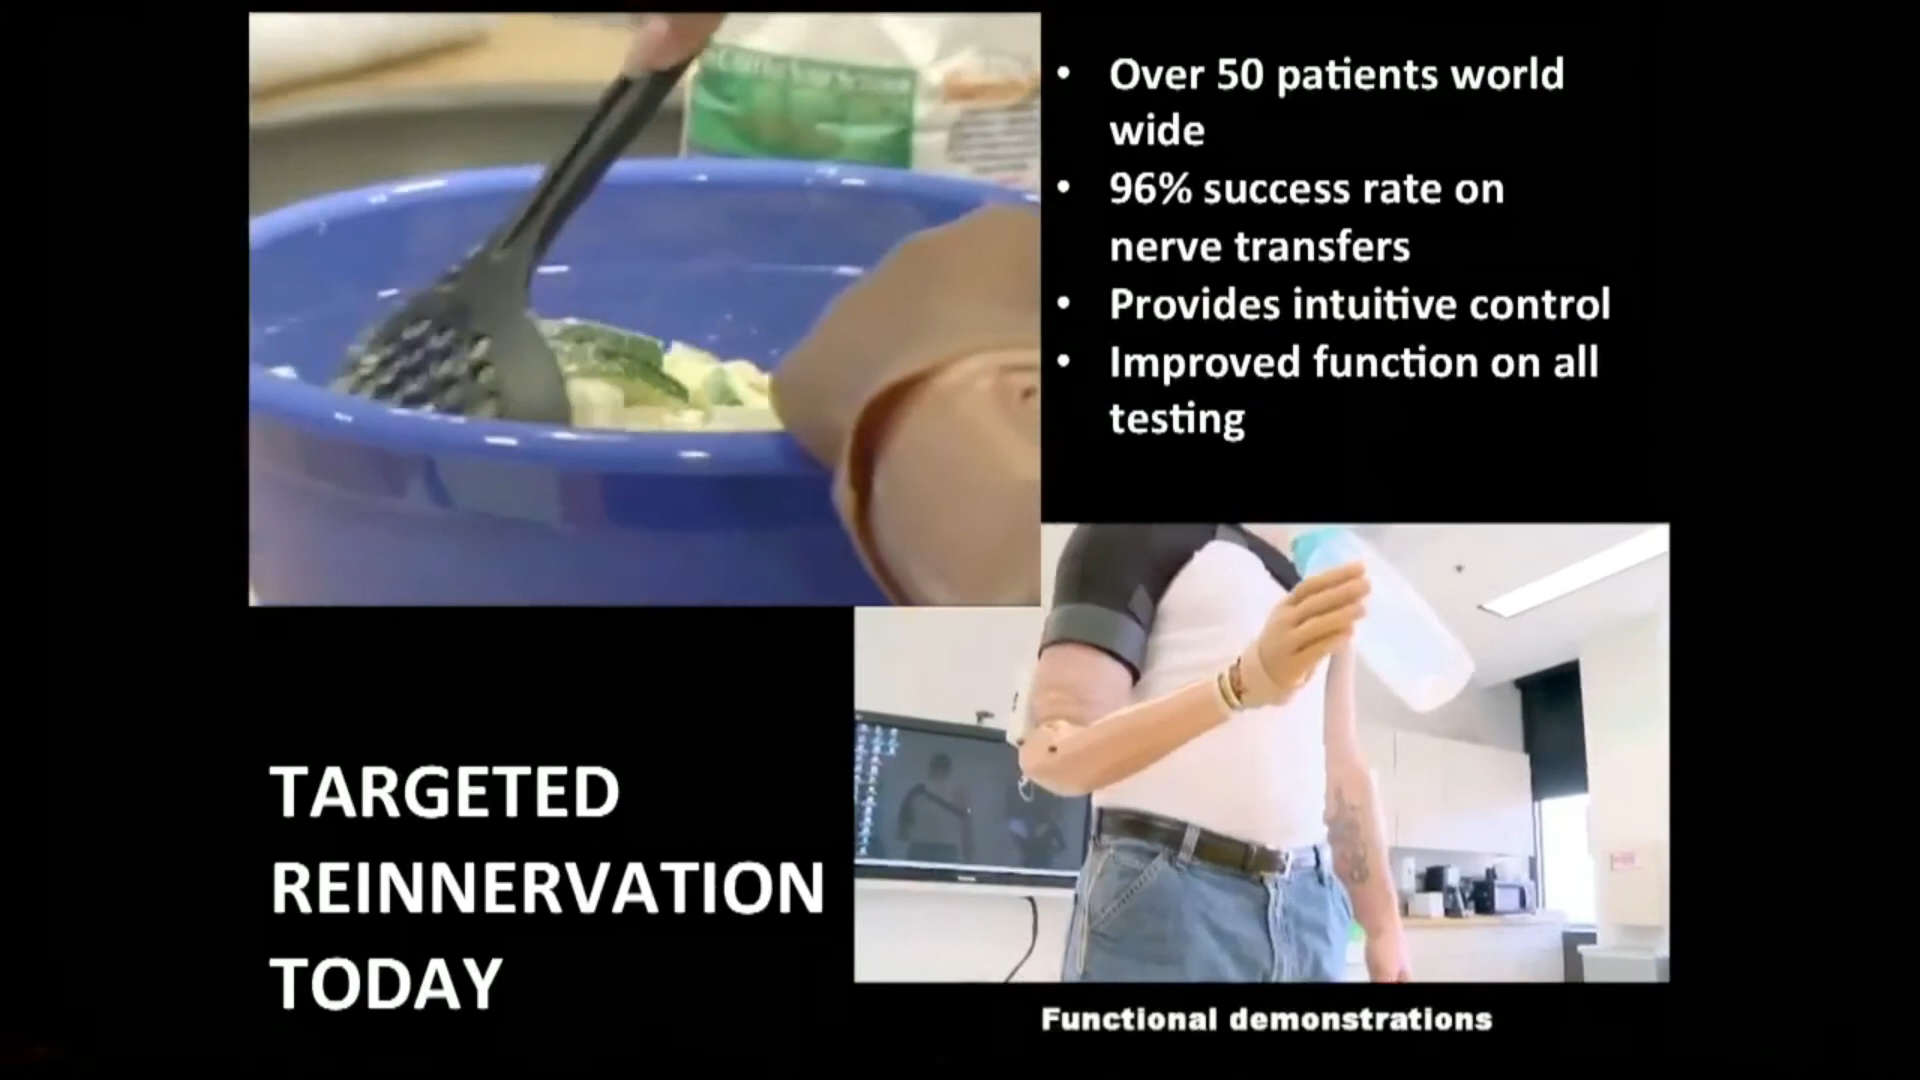 • Over 50 patients world
wide
• 96% success rate on
nerve transfers
• Provides intuitive control
• Improved function on all
testing
TARGETED
REINNERVATION
TODAY
Functional demonstrations